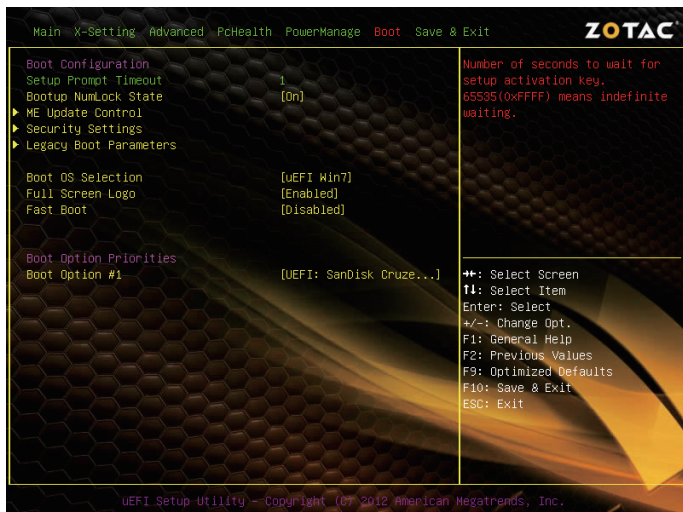 Main X-Setting Advanced PcHealth PowerManage Boot Save & Exit
ZOTAC
Boot Configuration
Setup Prompt Timeout 1
Bootup NumLock State [On]
ME Update Control
Security Settings
Legacy Boot Parameters
Boot OS Selection [uEFI Win7]
Full Screen Logo [Enabled]
Fast Boot [Disabled]
Boot Option Priorities
Boot Option #1 [UEFI: SanDisk Cruze...]
Number of seconds to wait for
setup activation key.
65535(0xFFFF) means indefinite
waiting.
→←: Select Screen
↑↓: Select Item
Enter: Select
+/-: Change Opt.
F1: General Help
F2: Previous Values
F9: Optimized Defaults
F10: Save & Exit
ESC: Exit
uEFI Setup Utility - Copyright (C) 2012 American Megatrends, Inc.